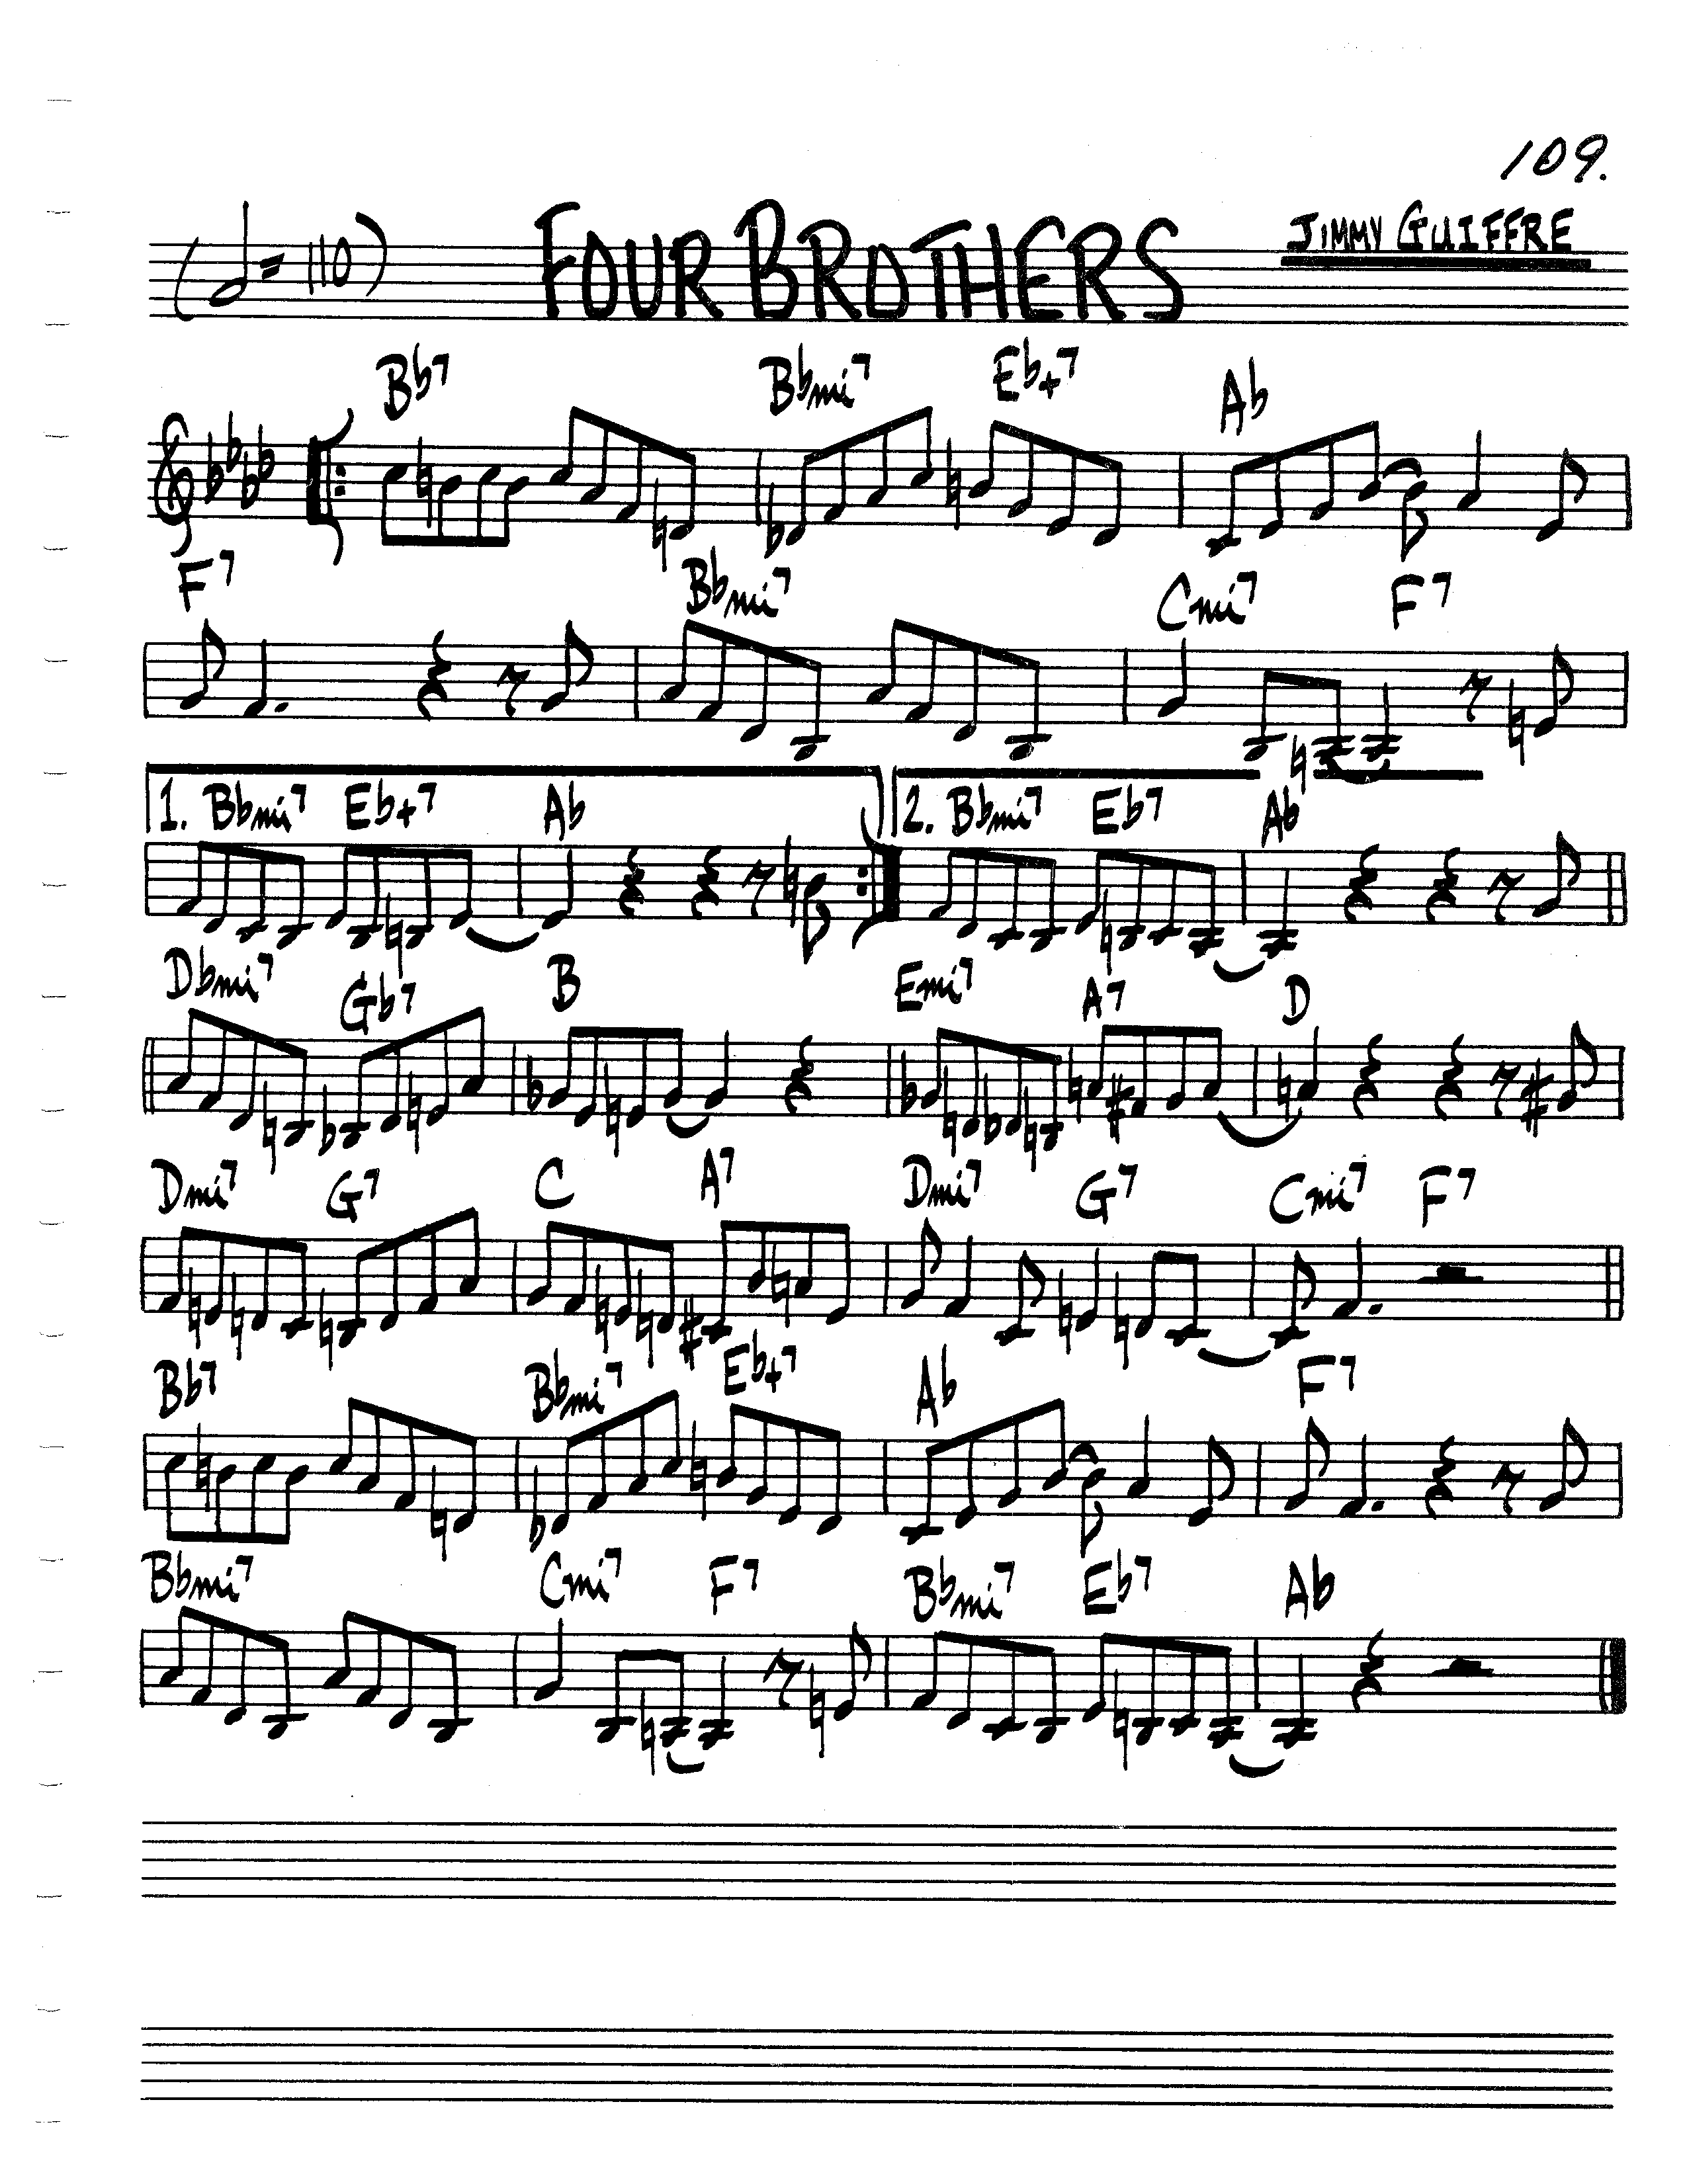 109.
(𝅗𝅥 = 110) FOUR BROTHERS JIMMY GUIFFRE
Bb7 Bbmi7 Eb+7 Ab
F7 Bbmi7 Cmi7 F7
1. Bbmi7 Eb+7 Ab 2. Bbmi7 Eb7 Ab
Dbmi7 Gb7 B Emi7 A7 D
Dmi7 G7 C A7 Dmi7 G7 Cmi7 F7
Bb7 Bbmi7 Eb+7 Ab F7
Bbmi7 Cmi7 F7 Bbmi7 Eb7 Ab